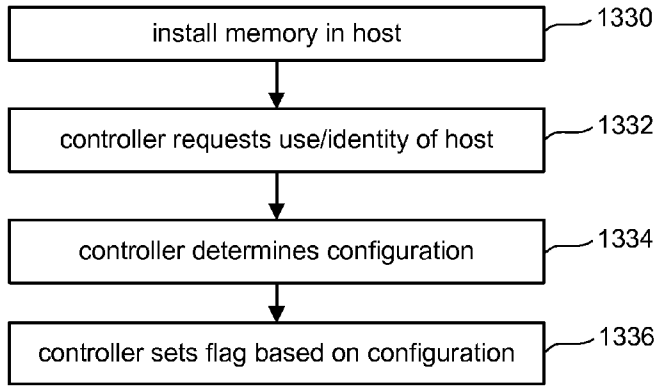 install memory in host
1330
controller requests use/identity of host
1332
controller determines configuration
1334
controller sets flag based on configuration
1336